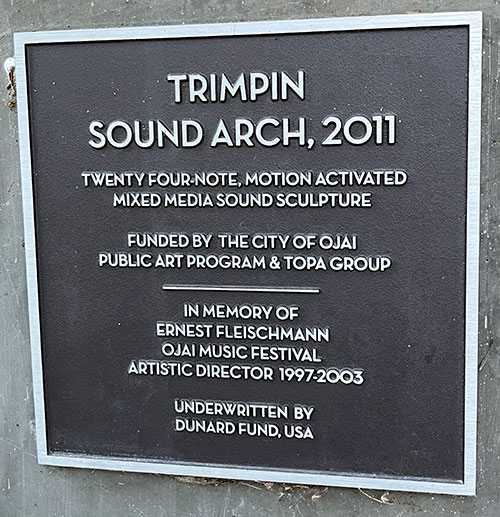 TRIMPIN
SOUND ARCH, 2011
TWENTY FOUR-NOTE, MOTION ACTIVATED
MIXED MEDIA SOUND SCULPTURE
FUNDED BY THE CITY OF OJAI
PUBLIC ART PROGRAM & TOPA GROUP
IN MEMORY OF
ERNEST FLEISCHMANN
OJAI MUSIC FESTIVAL
ARTISTIC DIRECTOR 1997-2003
UNDERWRITTEN BY
DUNARD FUND, USA